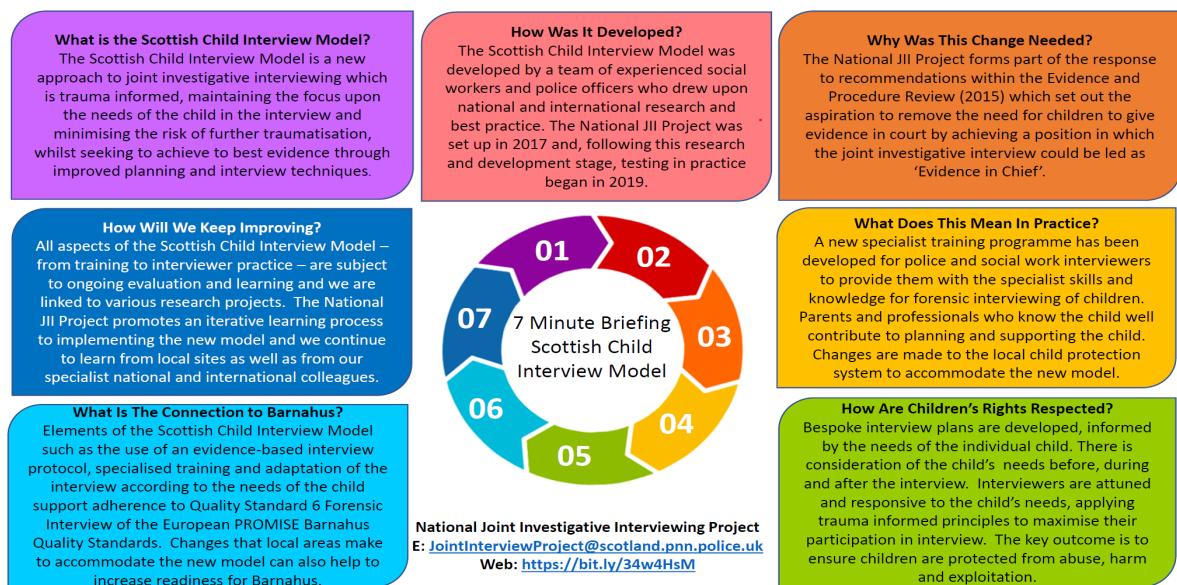 What is the Scottish Child Interview Model?
The Scottish Child Interview Model is a new
approach to joint investigative interviewing which
is trauma informed, maintaining the focus upon
the needs of the child in the interview and
minimising the risk of further traumatisation,
whilst seeking to achieve to best evidence through
improved planning and interview techniques.
How Was It Developed?
The Scottish Child Interview Model was
developed by a team of experienced social
workers and police officers who drew upon
national and international research and
best practice. The National JII Project was
set up in 2017 and, following this research
and development stage, testing in practice
began in 2019.
Why Was This Change Needed?
The National JII Project forms part of the response
to recommendations within the Evidence and
Procedure Review (2015) which set out the
aspiration to remove the need for children to give
evidence in court by achieving a position in which
the joint investigative interview could be led as
‘Evidence in Chief’.
What Does This Mean In Practice?
A new specialist training programme has been
developed for police and social work interviewers
to provide them with the specialist skills and
knowledge for forensic interviewing of children.
Parents and professionals who know the child well
contribute to planning and supporting the child.
Changes are made to the local child protection
system to accommodate the new model.
How Are Children’s Rights Respected?
Bespoke interview plans are developed, informed
by the needs of the individual child. There is
consideration of the child’s needs before, during
and after the interview. Interviewers are attuned
and responsive to the child’s needs, applying
trauma informed principles to maximise their
participation in interview. The key outcome is to
ensure children are protected from abuse, harm
and exploitation.
What Is The Connection to Barnahus?
Elements of the Scottish Child Interview Model
such as the use of an evidence-based interview
protocol, specialised training and adaptation of the
interview according to the needs of the child
support adherence to Quality Standard 6 Forensic
Interview of the European PROMISE Barnahus
Quality Standards. Changes that local areas make
to accommodate the new model can also help to
increase readiness for Barnahus.
How Will We Keep Improving?
All aspects of the Scottish Child Interview Model –
from training to interviewer practice – are subject
to ongoing evaluation and learning and we are
linked to various research projects. The National
JII Project promotes an iterative learning process
to implementing the new model and we continue
to learn from local sites as well as from our
specialist national and international colleagues.
01
02
03
04
05
06
07
7 Minute Briefing
Scottish Child
Interview Model
National Joint Investigative Interviewing Project
E: JointInterviewProject@scotland.pnn.police.uk
Web: https://bit.ly/34w4HsM